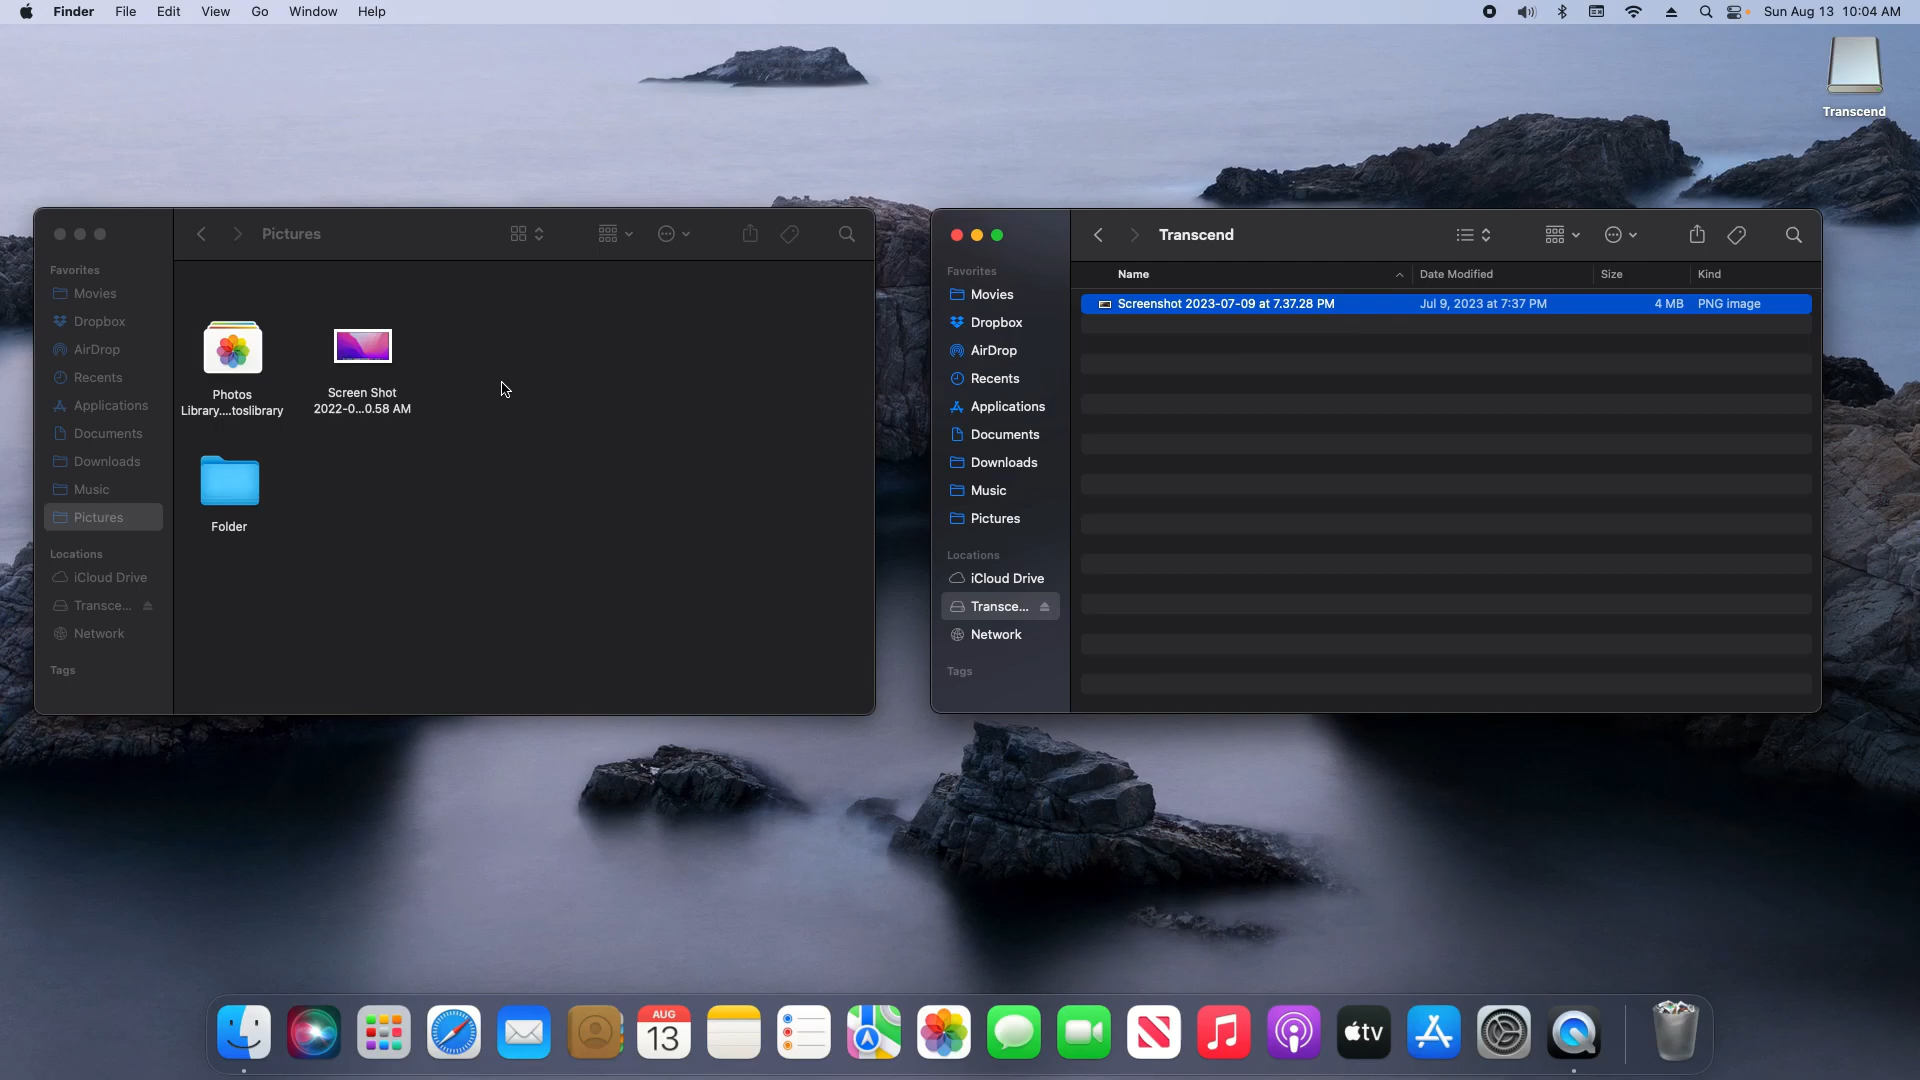 Finder File Edit View Go Window Help
Sun Aug 13 10:04 AM
Transcend
Pictures
Favorites
Movies
Dropbox
AirDrop
Recents
Applications
Documents
Downloads
Music
Pictures
Locations
iCloud Drive
Transce...
Network
Tags
Photos
Library....toslibrary
Screen Shot
2022-0...0.58 AM
Folder
Transcend
Favorites
Movies
Dropbox
AirDrop
Recents
Applications
Documents
Downloads
Music
Pictures
Locations
iCloud Drive
Transce...
Network
Tags
Name Date Modified Size Kind
Screenshot 2023-07-09 at 7.37.28 PM Jul 9, 2023 at 7:37 PM 4 MB PNG image
AUG
13
tv